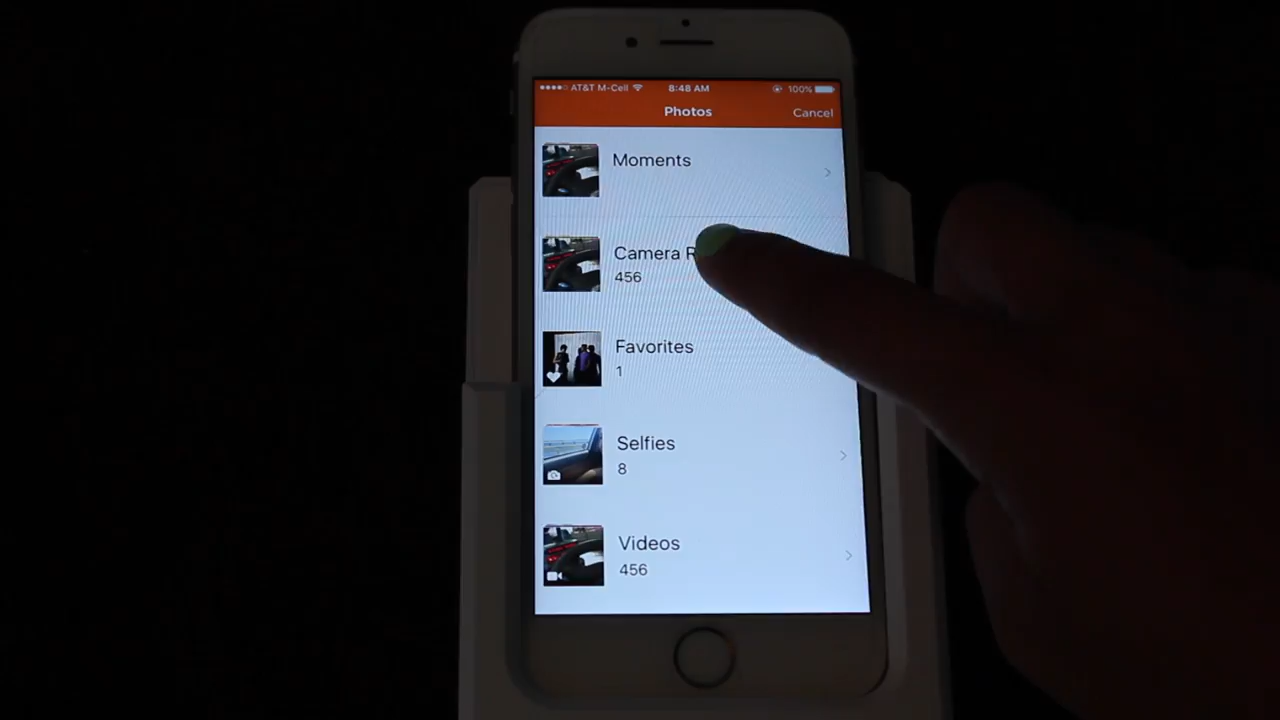 AT&T M-Cell 8:48 AM 100%
Photos Cancel
Moments
Camera R
456
Favorites
1
Selfies
8
Videos
456